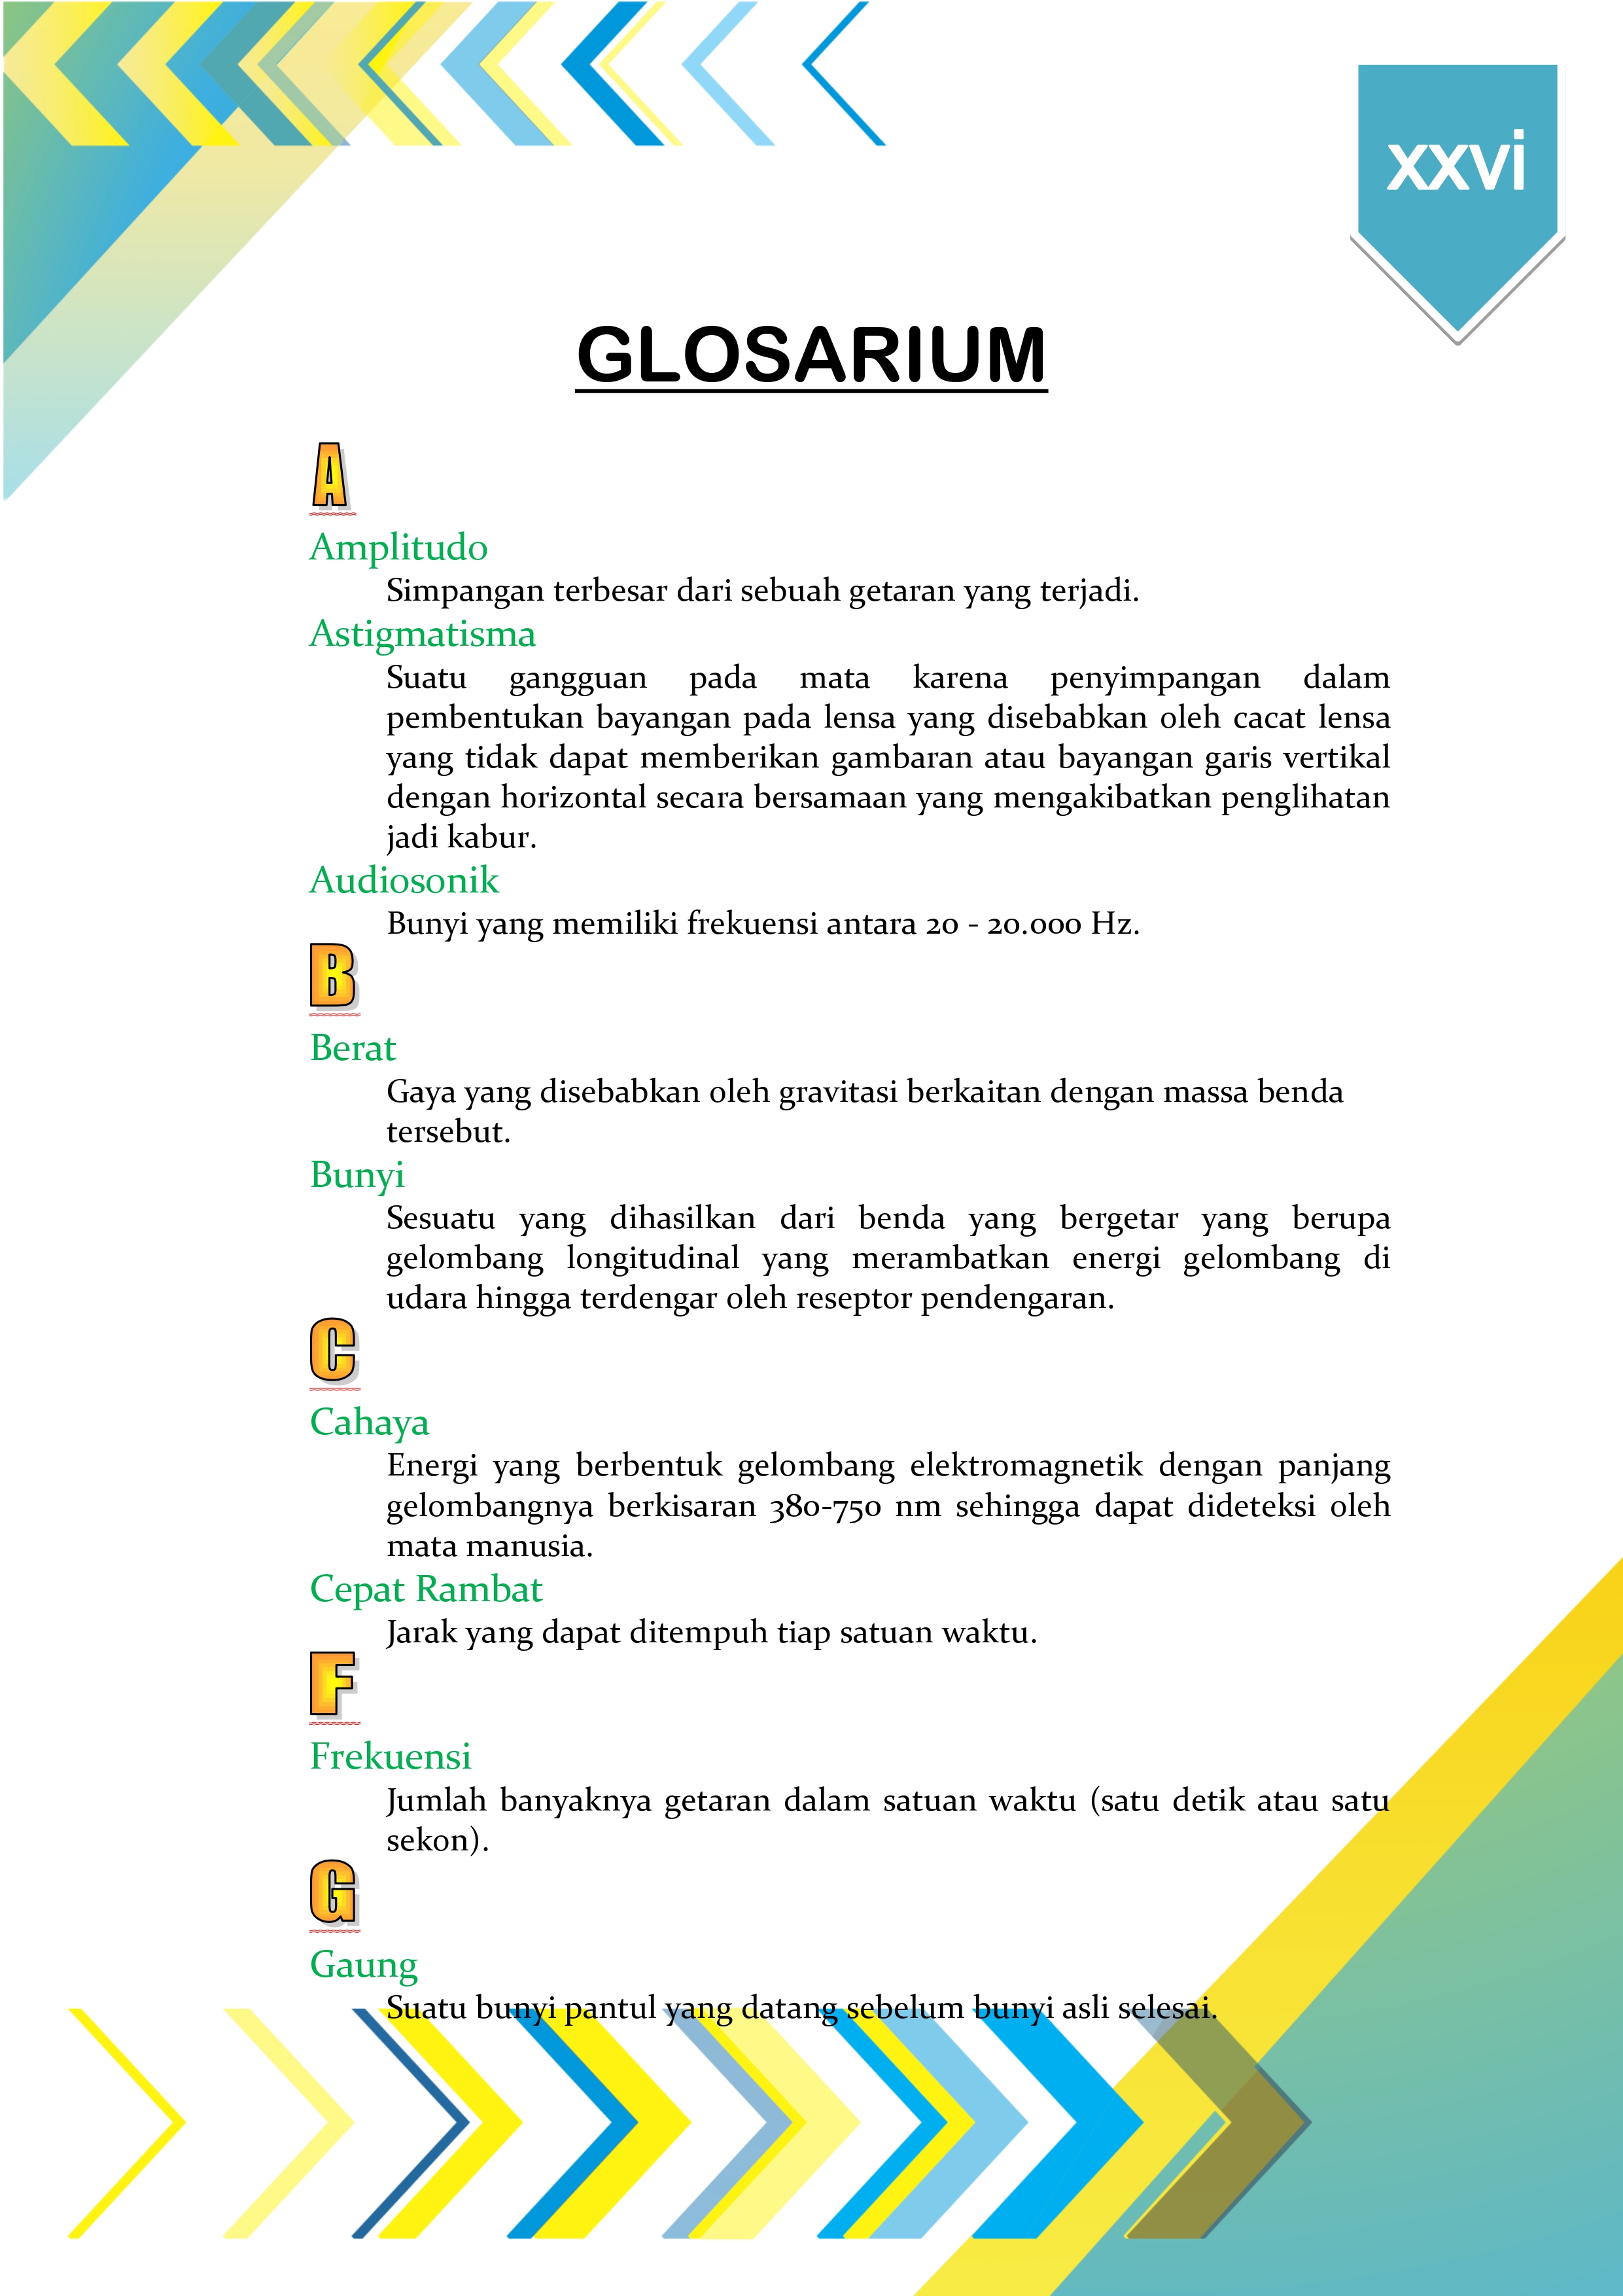 xxvi
GLOSARIUM
A
Amplitudo
Simpangan terbesar dari sebuah getaran yang terjadi.
Astigmatisma
Suatu gangguan pada mata karena penyimpangan dalam
pembentukan bayangan pada lensa yang disebabkan oleh cacat lensa
yang tidak dapat memberikan gambaran atau bayangan garis vertikal
dengan horizontal secara bersamaan yang mengakibatkan penglihatan
jadi kabur.
Audiosonik
Bunyi yang memiliki frekuensi antara 20 - 20.000 Hz.
B
Berat
Gaya yang disebabkan oleh gravitasi berkaitan dengan massa benda
tersebut.
Bunyi
Sesuatu yang dihasilkan dari benda yang bergetar yang berupa
gelombang longitudinal yang merambatkan energi gelombang di
udara hingga terdengar oleh reseptor pendengaran.
C
Cahaya
Energi yang berbentuk gelombang elektromagnetik dengan panjang
gelombangnya berkisaran 380-750 nm sehingga dapat dideteksi oleh
mata manusia.
Cepat Rambat
Jarak yang dapat ditempuh tiap satuan waktu.
F
Frekuensi
Jumlah banyaknya getaran dalam satuan waktu (satu detik atau satu
sekon).
G
Gaung
Suatu bunyi pantul yang datang sebelum bunyi asli selesai.